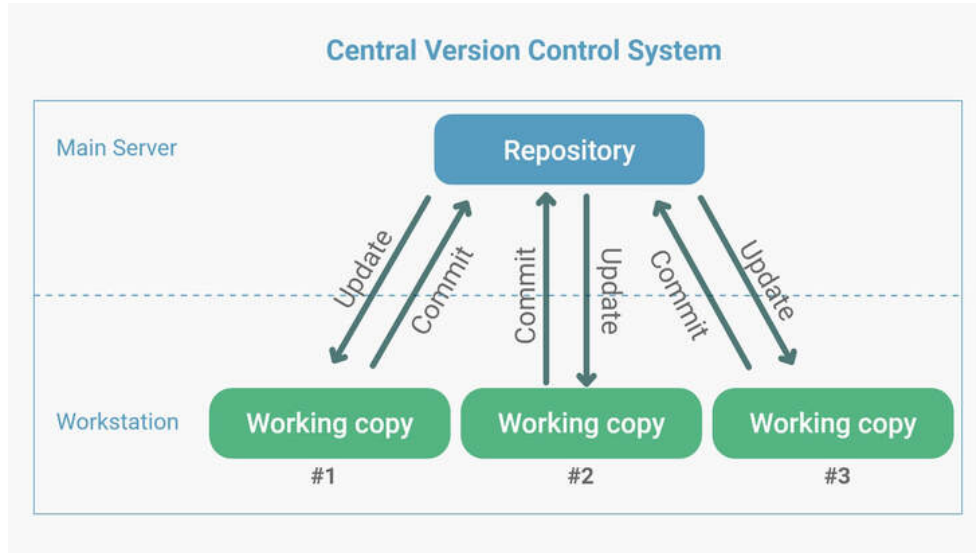 Central Version Control System
Main Server
Repository
Update
Commit
Commit
Update
Commit
Update
Workstation
Working copy
Working copy
Working copy
#1
#2
#3